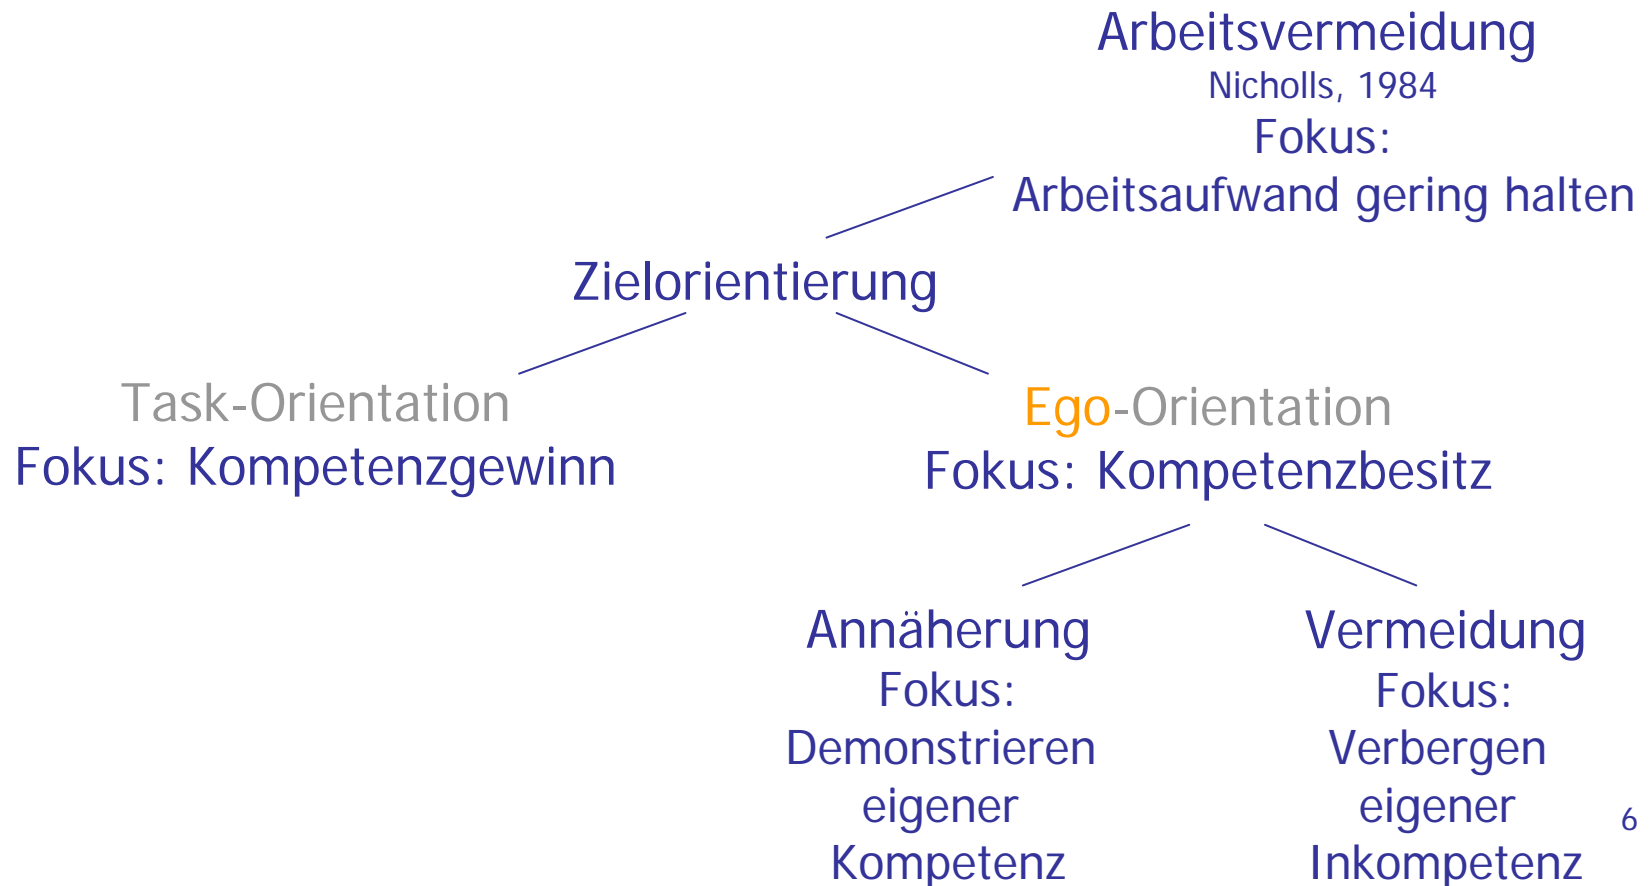 Arbeitsvermeidung
Nicholls, 1984
Fokus:
Arbeitsaufwand gering halten
Zielorientierung
Task-Orientation
Fokus: Kompetenzgewinn
Ego-Orientation
Fokus: Kompetenzbesitz
Annäherung
Fokus:
Demonstrieren
eigener
Kompetenz
Vermeidung
Fokus:
Verbergen
eigener
Inkompetenz
6